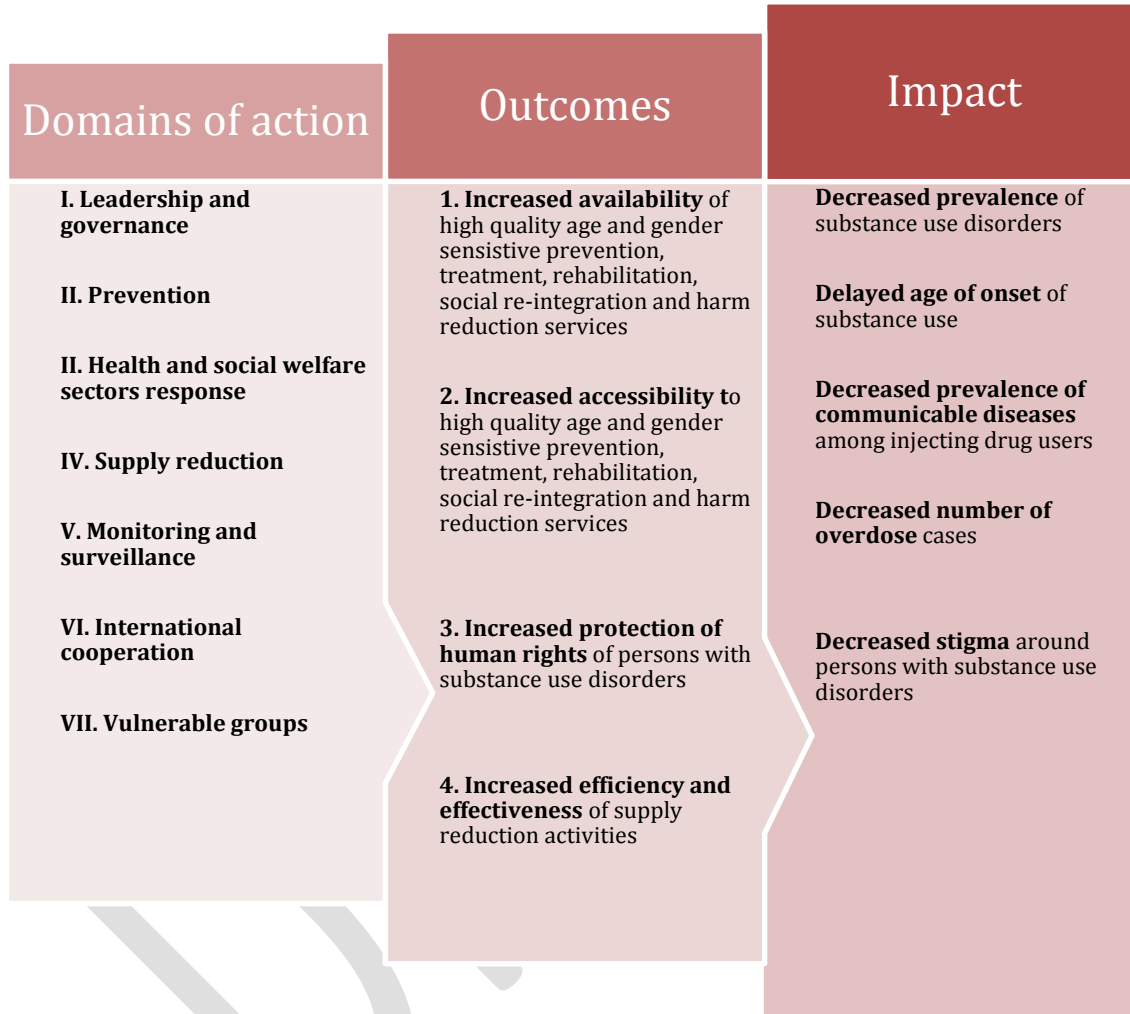 Domains of action
I. Leadership and
governance
II. Prevention
II. Health and social welfare
sectors response
IV. Supply reduction
V. Monitoring and
surveillance
VI. International
cooperation
VII. Vulnerable groups
Outcomes
1. Increased availability of
high quality age and gender
sensistive prevention,
treatment, rehabilitation,
social re-integration and harm
reduction services
2. Increased accessibility to
high quality age and gender
sensistive prevention,
treatment, rehabilitation,
social re-integration and harm
reduction services
3. Increased protection of
human rights of persons with
substance use disorders
4. Increased efficiency and
effectiveness of supply
reduction activities
Impact
Decreased prevalence of
substance use disorders
Delayed age of onset of
substance use
Decreased prevalence of
communicable diseases
among injecting drug users
Decreased number of
overdose cases
Decreased stigma around
persons with substance use
disorders